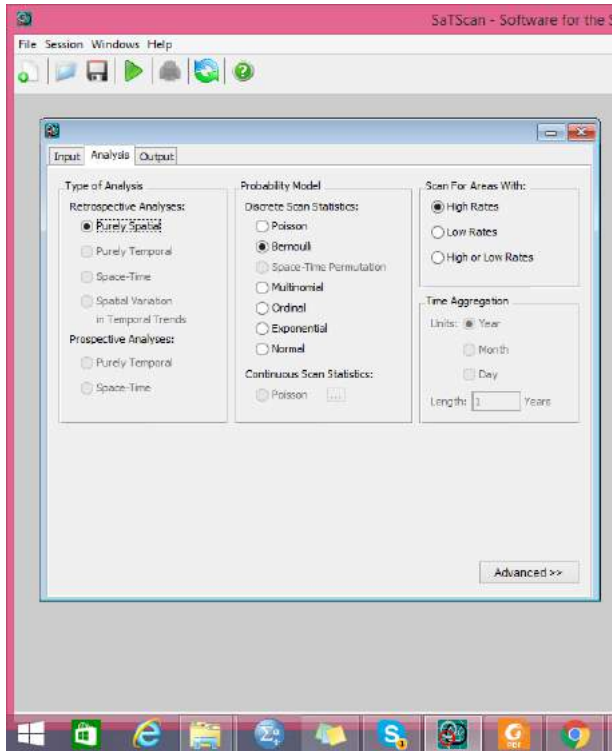 SaTScan - Software for the
File Session Windows Help
Input Analysis Output
Type of Analysis
Retrospective Analyses:
Purely Spatial
Purely Temporal
Space-Time
Spatial Variation
in Temporal Trends
Prospective Analyses:
Purely Temporal
Space-Time
Probability Model
Discrete Scan Statistics:
Poisson
Bernoulli
Space-Time Permutation
Multinomial
Ordinal
Exponential
Normal
Continuous Scan Statistics:
Poisson ...
Scan For Areas With:
High Rates
Low Rates
High or Low Rates
Time Aggregation
Units: Year
Month
Day
Length: 1 Years
Advanced >>